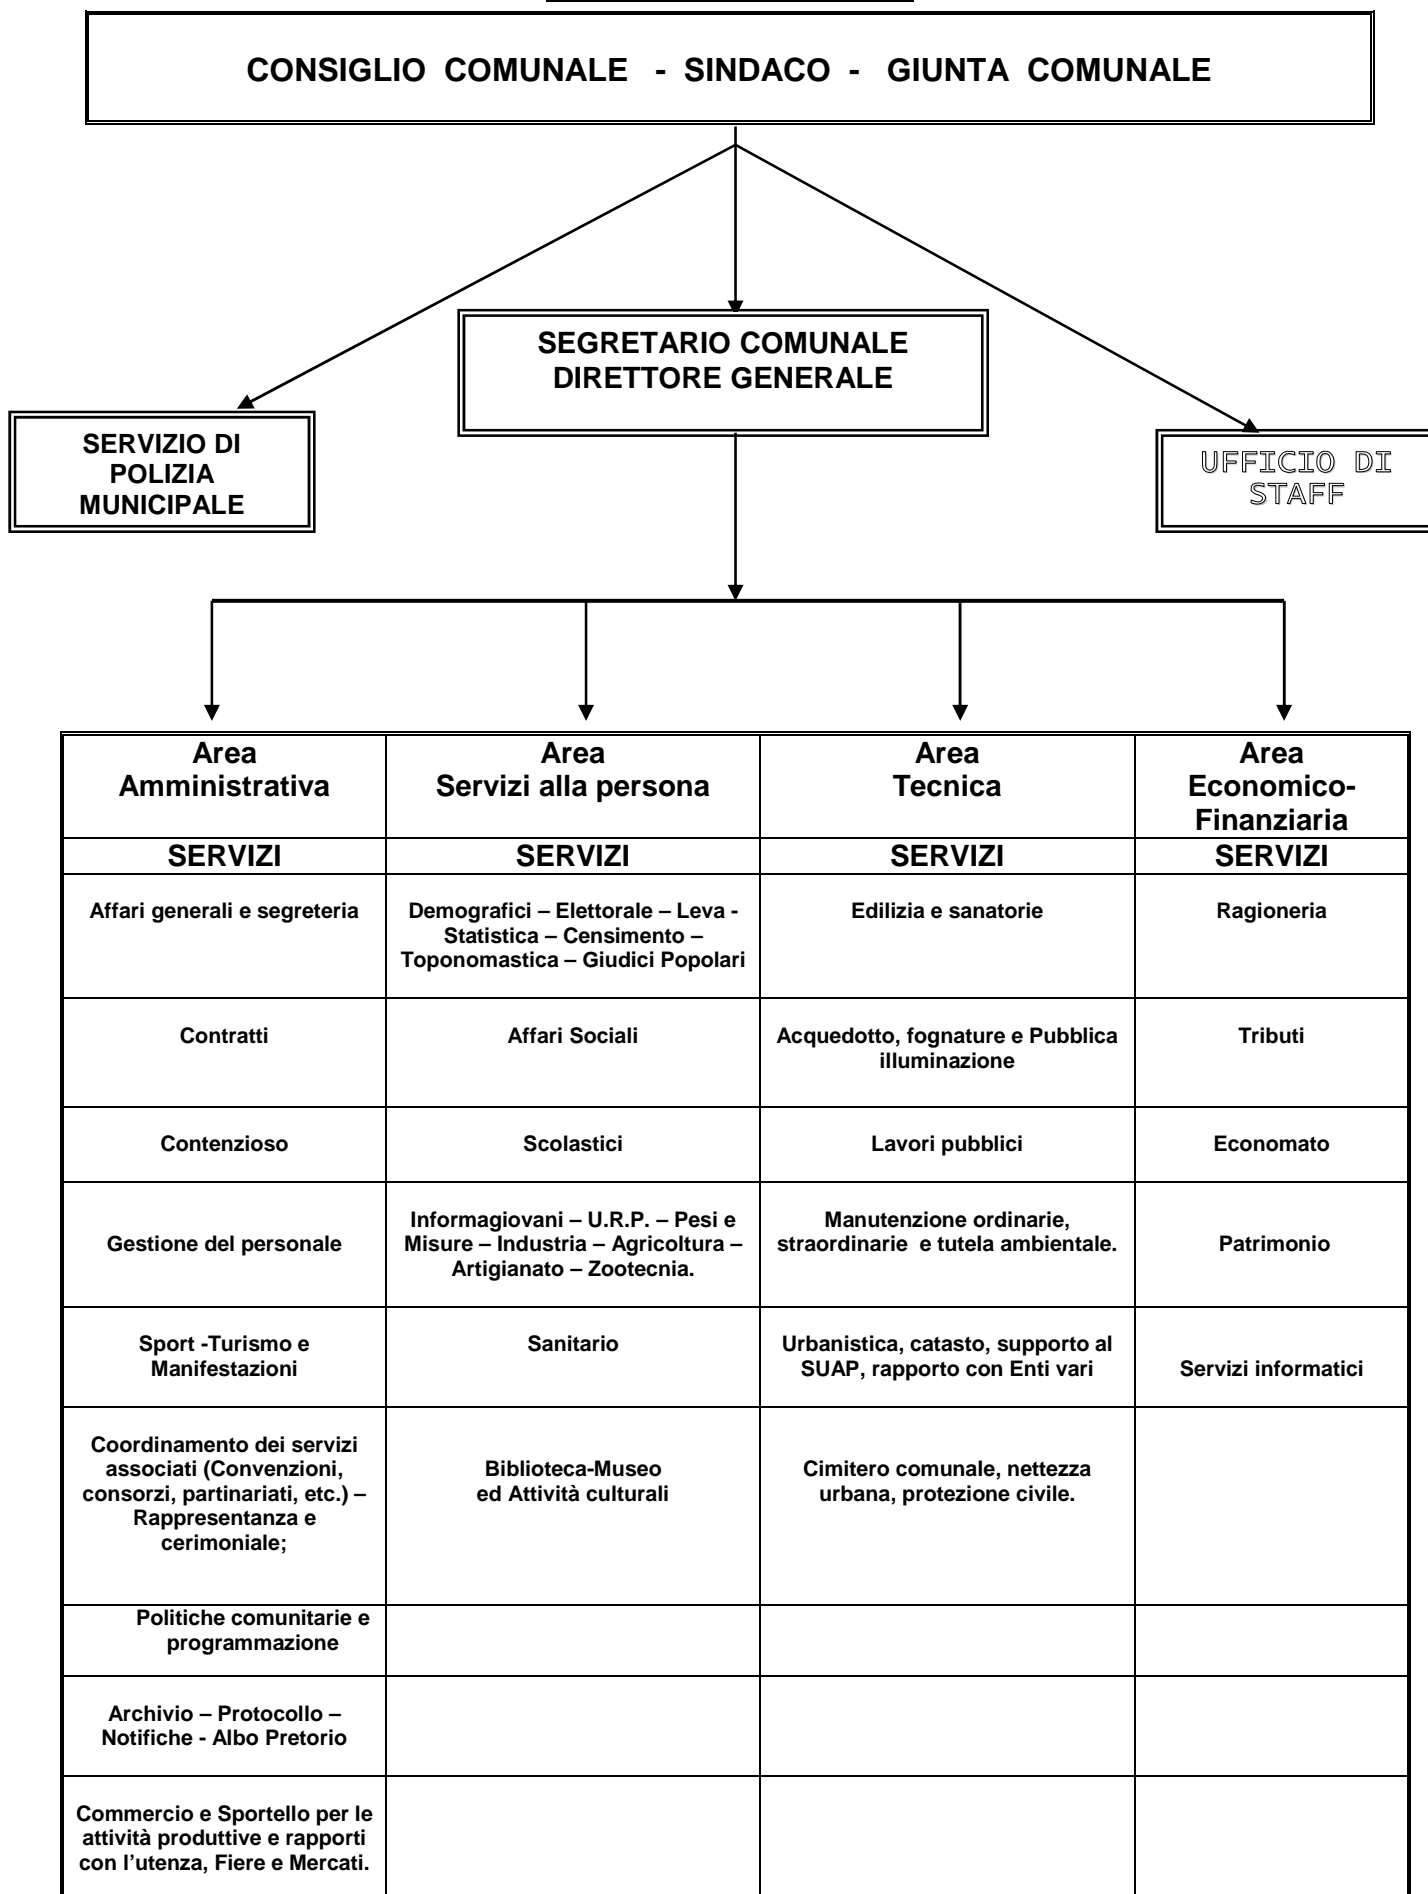 CONSIGLIO COMUNALE - SINDACO - GIUNTA COMUNALE
SEGRETARIO COMUNALE
DIRETTORE GENERALE
SERVIZIO DI
POLIZIA
MUNICIPALE
UFFICIO DI
STAFF
Area
Amministrativa
Area
Servizi alla persona
Area
Tecnica
Area
Economico-
Finanziaria
SERVIZI
SERVIZI
SERVIZI
SERVIZI
Affari generali e segreteria
Demografici – Elettorale – Leva -
Statistica – Censimento –
Toponomastica – Giudici Popolari
Edilizia e sanatorie
Ragioneria
Contratti
Affari Sociali
Acquedotto, fognature e Pubblica
illuminazione
Tributi
Contenzioso
Scolastici
Lavori pubblici
Economato
Gestione del personale
Informagiovani – U.R.P. – Pesi e
Misure – Industria – Agricoltura –
Artigianato – Zootecnia.
Manutenzione ordinarie,
straordinarie e tutela ambientale.
Patrimonio
Sport -Turismo e
Manifestazioni
Sanitario
Urbanistica, catasto, supporto al
SUAP, rapporto con Enti vari
Servizi informatici
Coordinamento dei servizi
associati (Convenzioni,
consorzi, partinariati, etc.) –
Rappresentanza e
cerimoniale;
Biblioteca-Museo
ed Attività culturali
Cimitero comunale, nettezza
urbana, protezione civile.
Politiche comunitarie e
programmazione
Archivio – Protocollo –
Notifiche - Albo Pretorio
Commercio e Sportello per le
attività produttive e rapporti
con l'utenza, Fiere e Mercati.